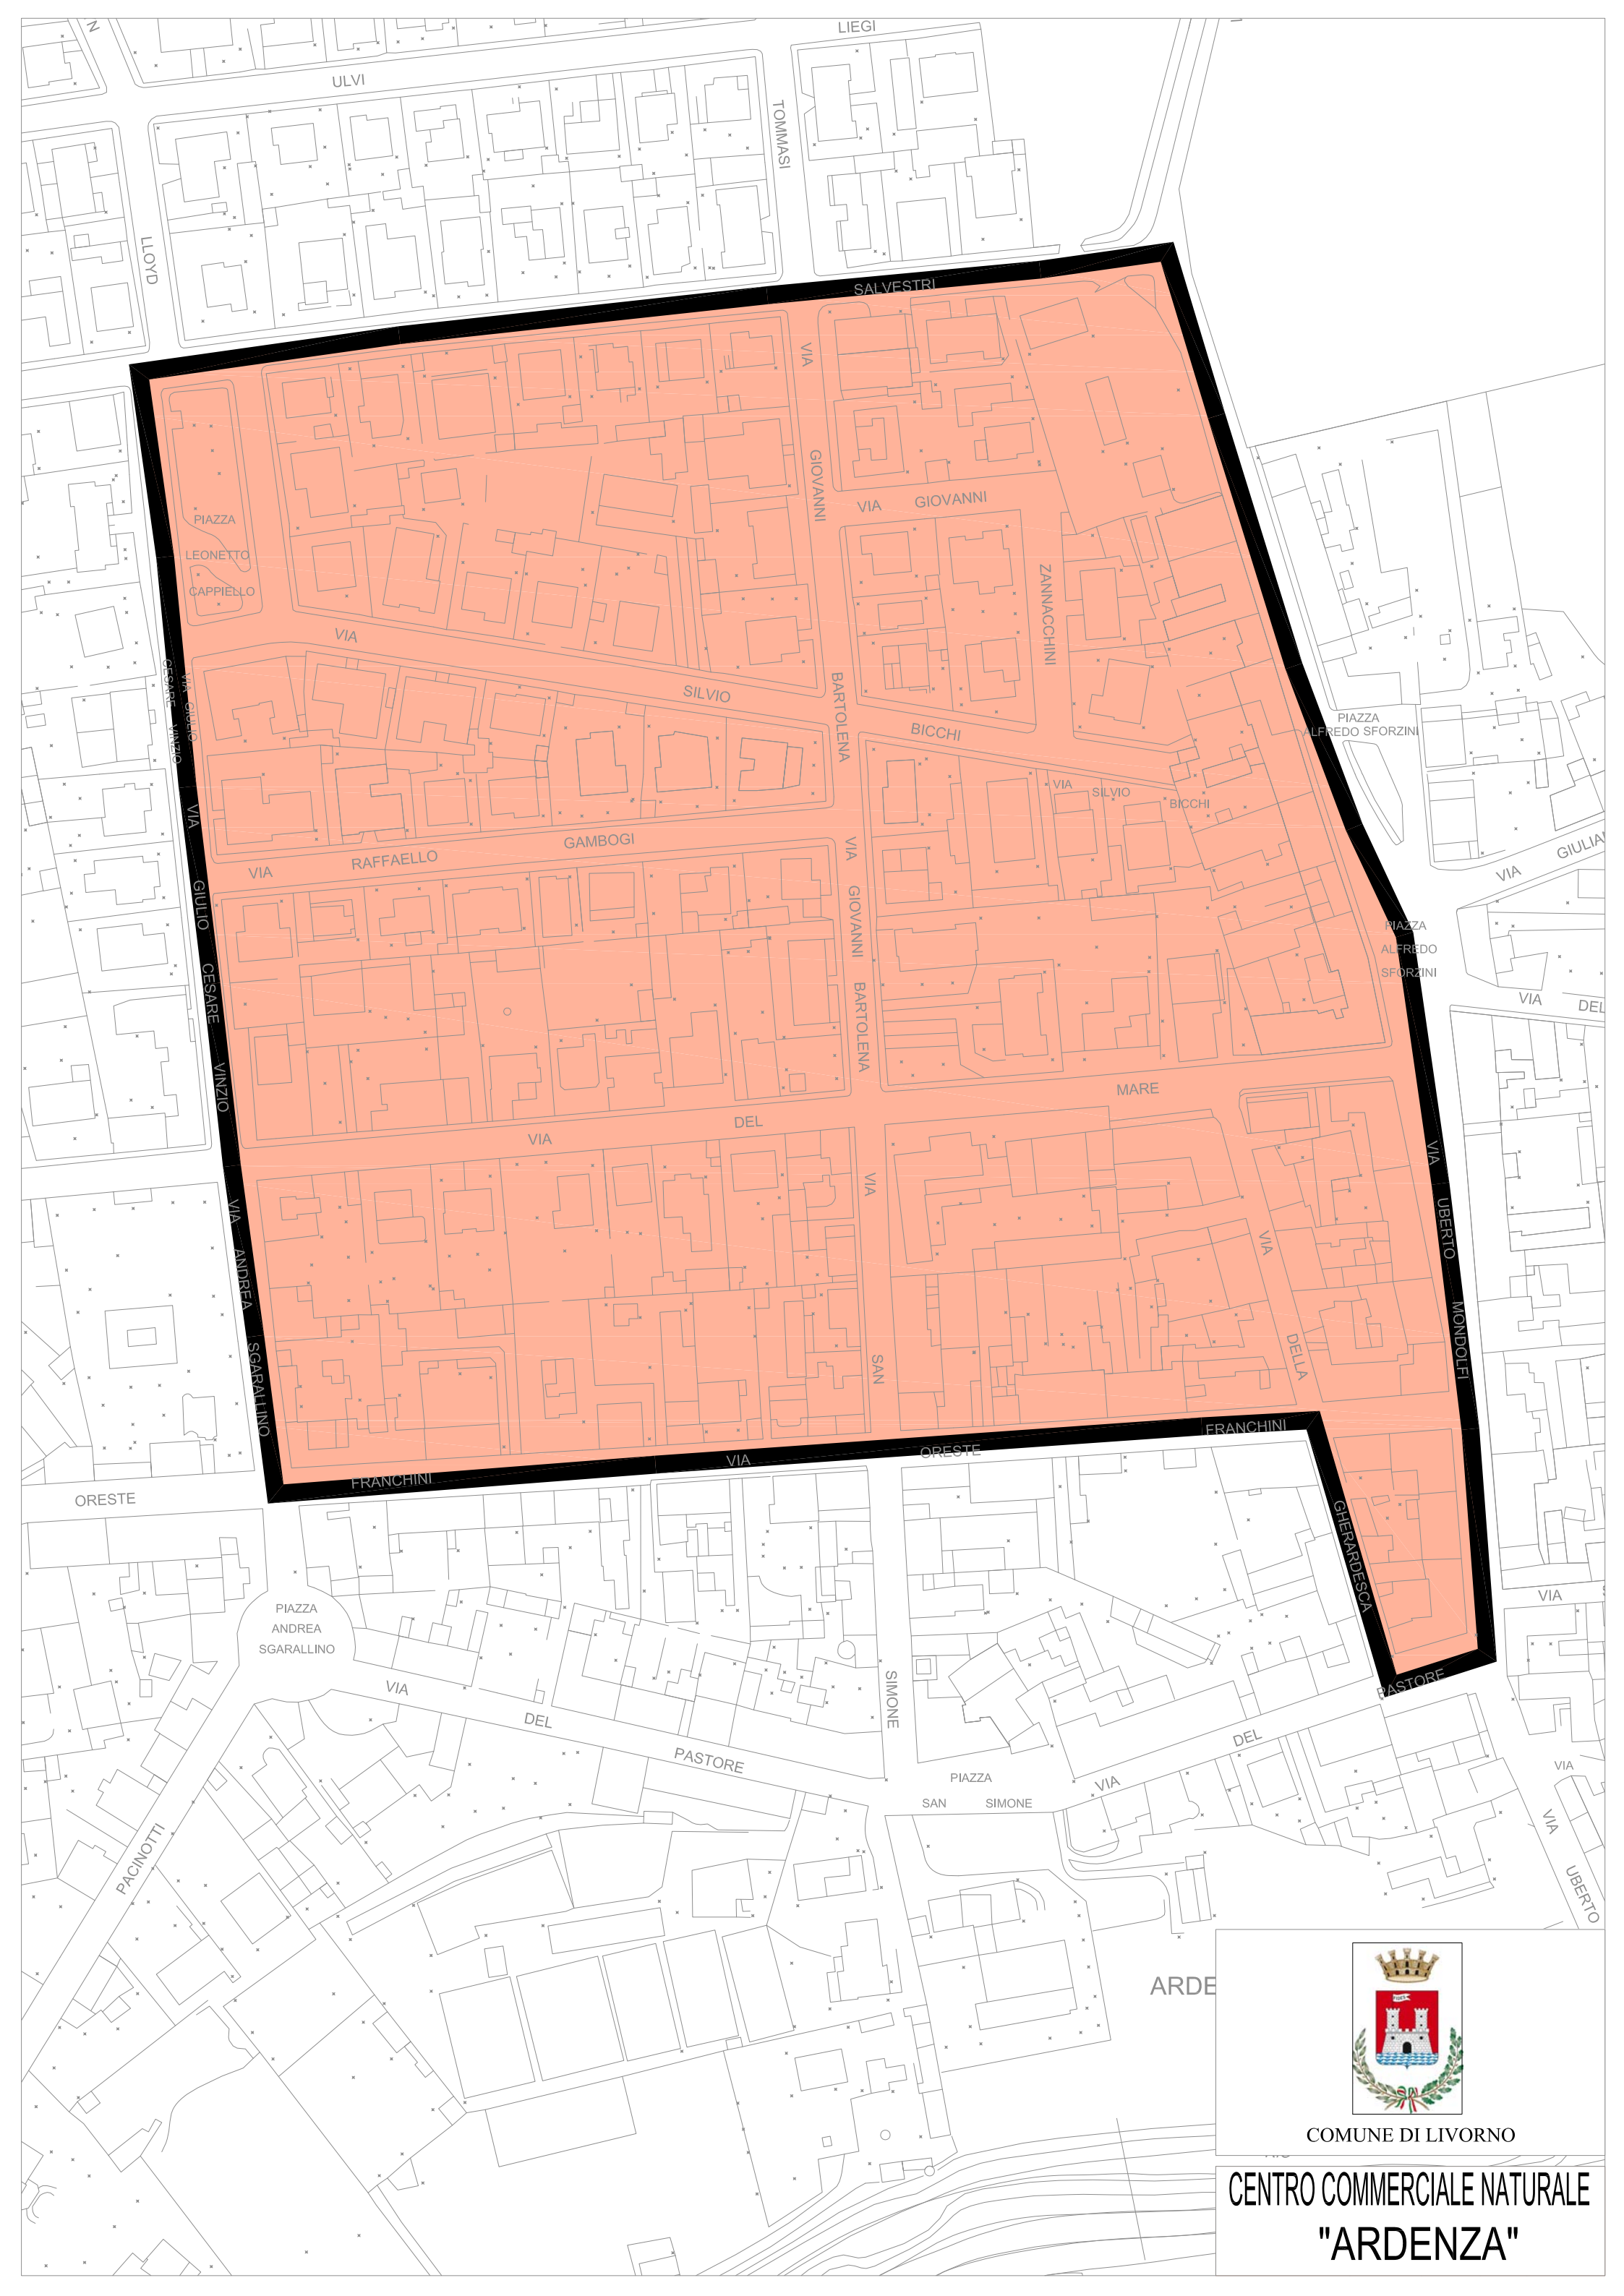 LIEGI
ULVI
TOMMASI
LLOYD
SALVESTRI
VIA
GIOVANNI
BARTOLENA
VIA GIOVANNI
ZANNACCHINI
PIAZZA
LEONETTO
CAPPIELLO
VIA
SILVIO
BICCHI
VIA
SILVIO
BICCHI
PIAZZA
ALFREDO SFORZINI
VIA GIULIO
CESARE VINZIO
VIA
RAFFAELLO
GAMBOGI
VIA
GIOVANNI
BARTOLENA
VIA
GIULIO
CESARE
VINZIO
VIA
PIAZZA
ALFREDO
SFORZINI
VIA
DEL
VIA
DEL
MARE
VIA
ANDREA
SGARALLINO
VIA
SAN
SIMONE
VIA
DELLA
GHERARDESCA
VIA
UBERTO
MONDOLFI
ORESTE
FRANCHINI
VIA
ORESTE
FRANCHINI
VIA
PIAZZA
ANDREA
SGARALLINO
VIA
DEL
PASTORE
PIAZZA
SAN SIMONE
VIA
DEL
PASTORE
VIA
VIA
UBERTO
PACINOTTI
ARDE
COMUNE DI LIVORNO
CENTRO COMMERCIALE NATURALE
"ARDENZA"